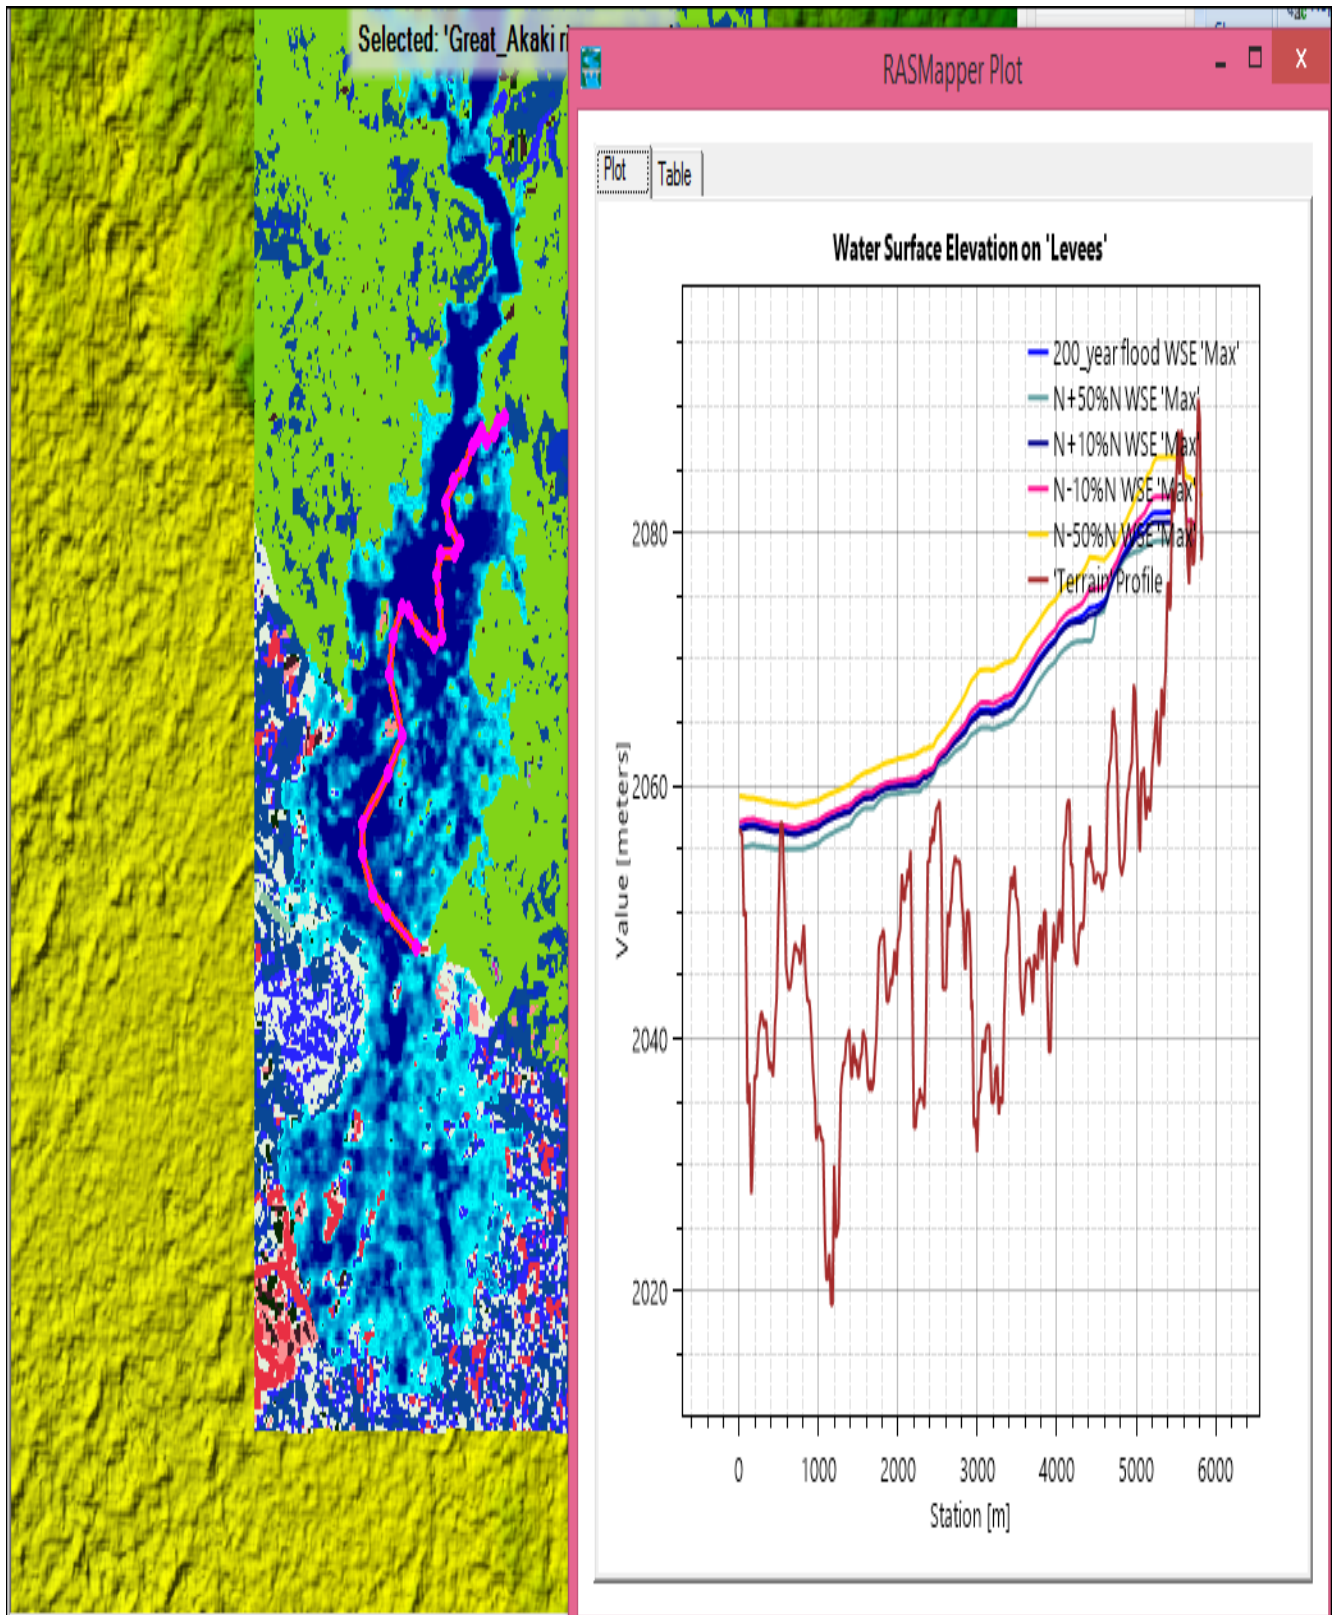 Selected: 'Great_Akaki ri
RASMapper Plot
Plot
Table
Water Surface Elevation on 'Levees'
200_year flood WSE 'Max'
N+50%N WSE 'Max'
N+10%N WSE 'Max'
N-10%N WSE 'Max'
N-50%N WSE 'Max'
'Terrain' Profile
Value [meters]
2080
2060
2040
2020
0 1000 2000 3000 4000 5000 6000
Station [m]